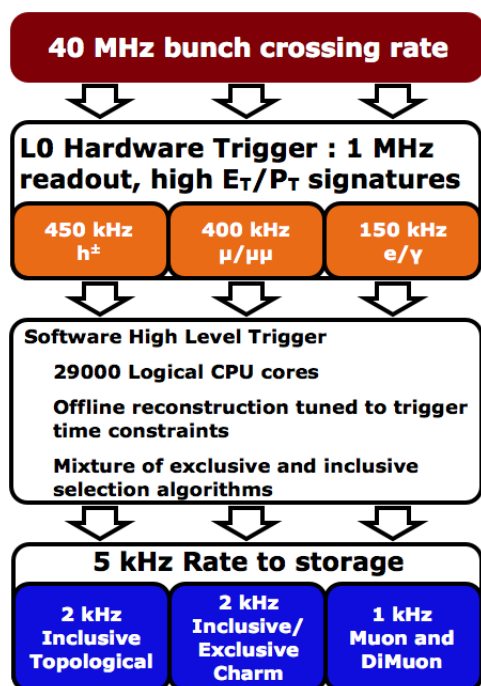 40 MHz bunch crossing rate
L0 Hardware Trigger : 1 MHz
readout, high E_T/P_T signatures
450 kHz
h±
400 kHz
μ/μμ
150 kHz
e/γ
Software High Level Trigger
29000 Logical CPU cores
Offline reconstruction tuned to trigger
time constraints
Mixture of exclusive and inclusive
selection algorithms
5 kHz Rate to storage
2 kHz
Inclusive
Topological
2 kHz
Inclusive/
Exclusive
Charm
1 kHz
Muon and
DiMuon